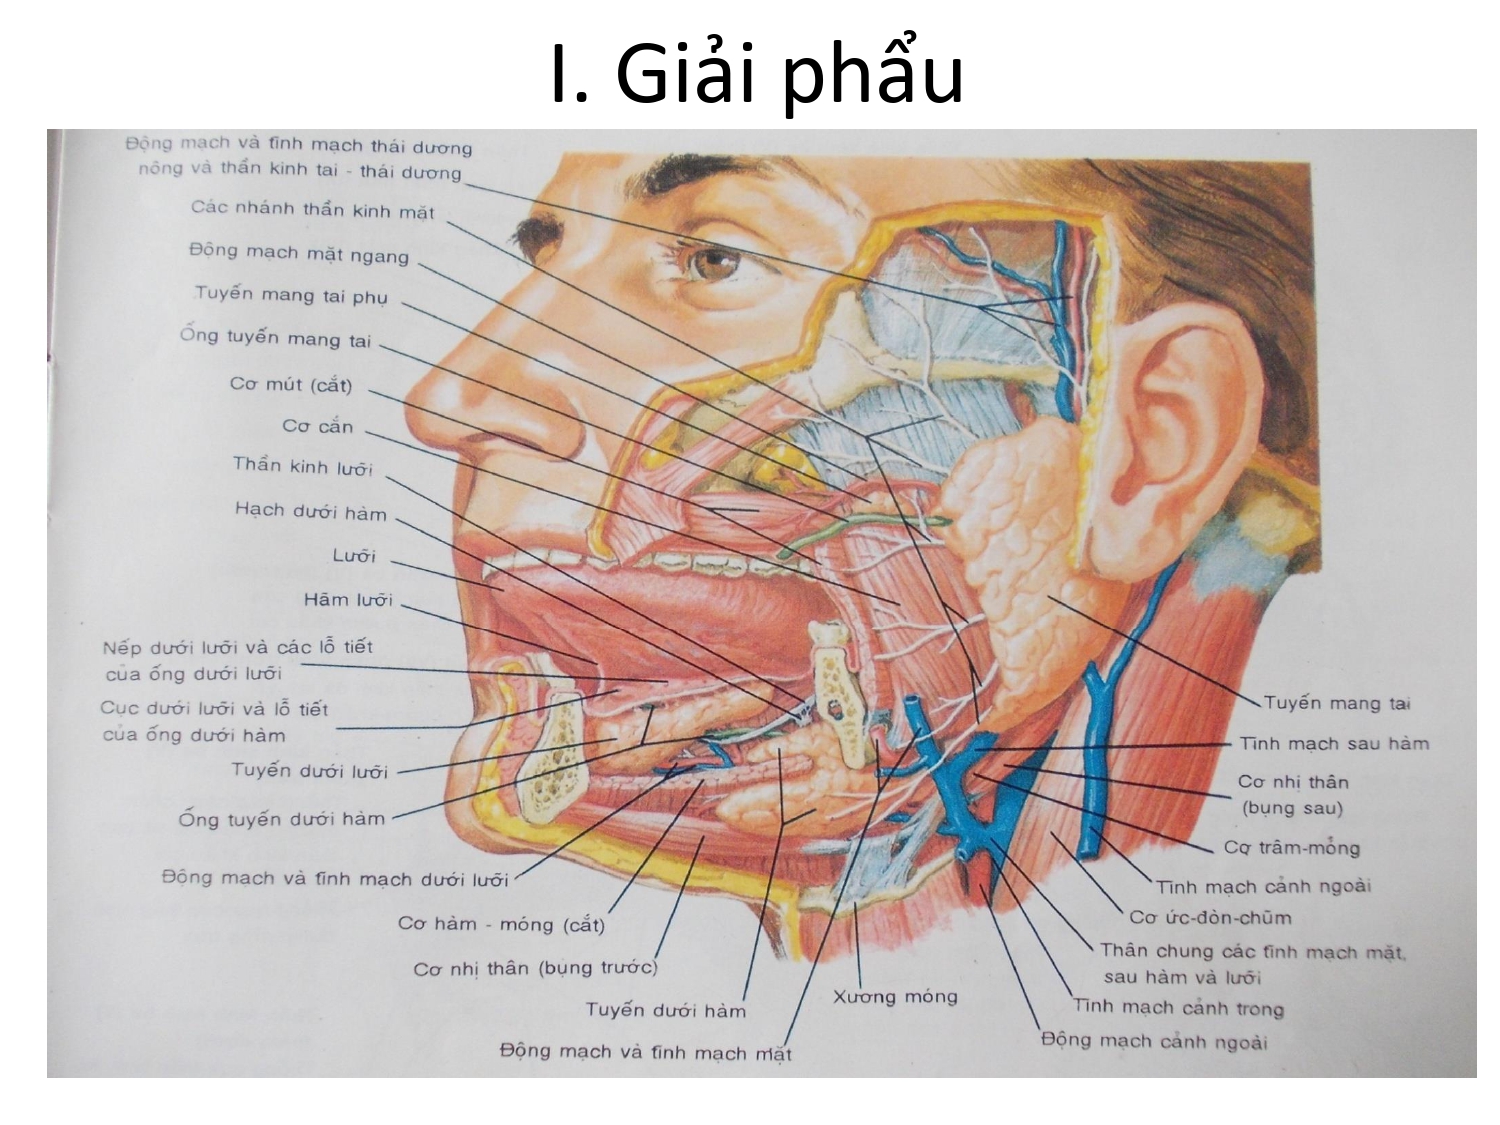 I. Giải phẩu
Động mạch và tĩnh mạch thái dương
nông và thần kinh tai - thái dương
Các nhánh thần kinh mặt
Động mạch mặt ngang
Tuyến mang tai phụ
Ống tuyến mang tai
Cơ mút (cắt)
Cơ cắn
Thần kinh lưỡi
Hạch dưới hàm
Lưỡi
Hãm lưỡi
Nếp dưới lưỡi và các lỗ tiết
của ống dưới lưỡi
Cục dưới lưỡi và lỗ tiết
của ống dưới hàm
Tuyến dưới lưỡi
Ống tuyến dưới hàm
Động mạch và tĩnh mạch dưới lưỡi
Cơ hàm - móng (cắt)
Cơ nhị thân (bụng trước)
Tuyến dưới hàm
Động mạch và tĩnh mạch mặt
Xương móng
Tuyến mang tai
Tĩnh mạch sau hàm
Cơ nhị thân
(bụng sau)
Cơ trâm-mỏng
Tĩnh mạch cảnh ngoài
Cơ ức-đòn-chũm
Thân chung các tĩnh mạch mặt,
sau hàm và lưỡi
Tĩnh mạch cảnh trong
Động mạch cảnh ngoài